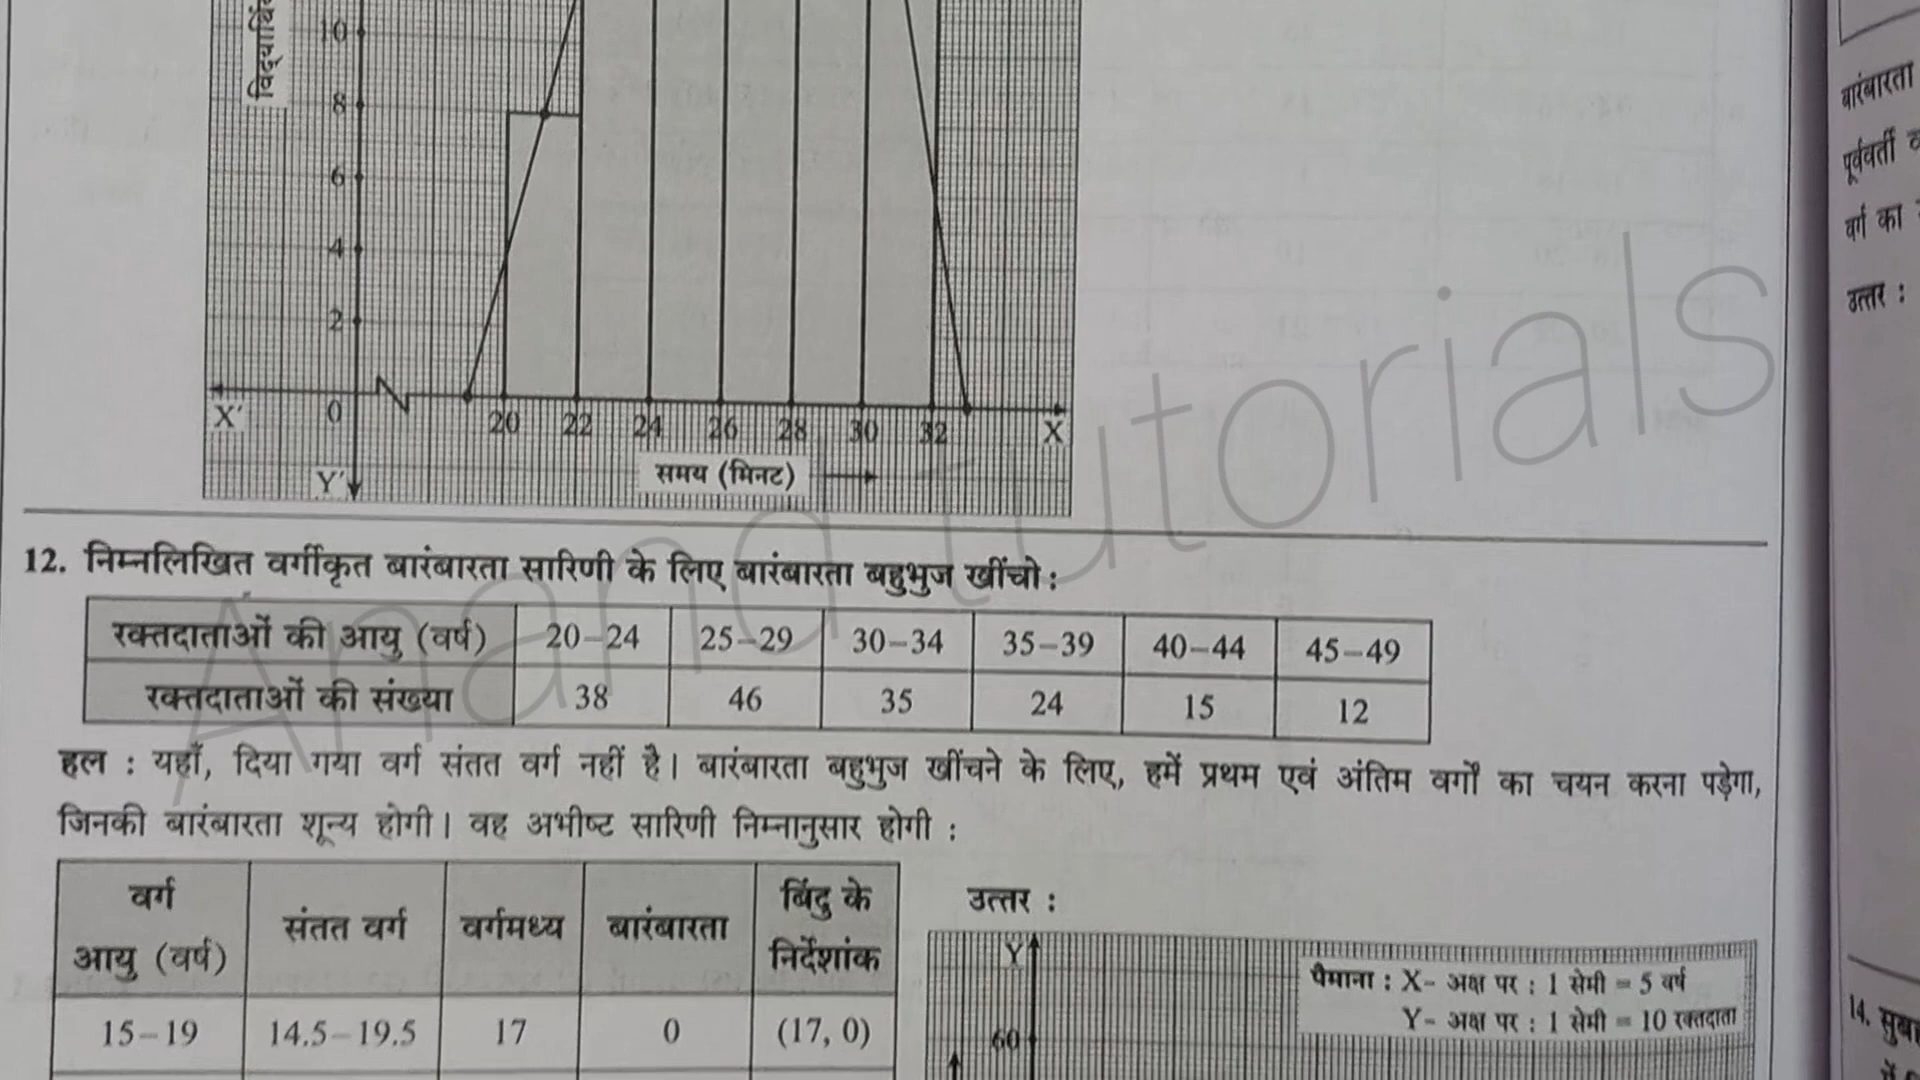 10
8
6
4
2
X′ 0 20 22 24 26 28 30 32 X
Y′
समय (मिनट)
12. निम्नलिखित वर्गीकृत बारंबारता सारिणी के लिए बारंबारता बहुभुज खींचो :
रक्तदाताओं की आयु (वर्ष) 20–24 25–29 30–34 35–39 40–44 45–49
रक्तदाताओं की संख्या 38 46 35 24 15 12
हल : यहाँ, दिया गया वर्ग संतत वर्ग नहीं है। बारंबारता बहुभुज खींचने के लिए, हमें प्रथम एवं अंतिम वर्गों का चयन करना पड़ेगा,
जिनकी बारंबारता शून्य होगी। वह अभीष्ट सारिणी निम्नानुसार होगी :
वर्ग आयु (वर्ष) संतत वर्ग वर्गमध्य बारंबारता बिंदु के निर्देशांक
15–19 14.5–19.5 17 0 (17, 0)
उत्तर :
Y
पैमाना : X- अक्ष पर : 1 सेमी = 5 वर्ष
Y- अक्ष पर : 1 सेमी = 10 रक्तदाता
60
बारंबारता
पूर्ववर्ती
वर्ग का
उत्तर :
14.
Anand tutorials